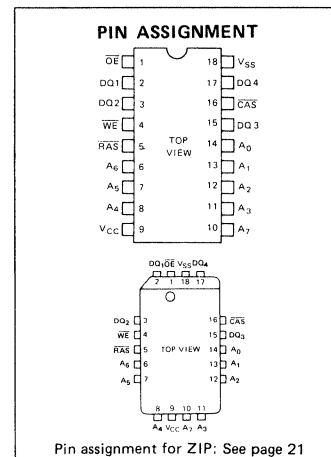 PIN ASSIGNMENT
OE 1 18 VSS
DQ1 2 17 DQ4
DQ2 3 16 CAS
WE 4 15 DQ3
RAS 5 TOP VIEW 14 A0
A6 6 13 A1
A5 7 12 A2
A4 8 11 A3
VCC 9 10 A7
DQ1 OE VSS DQ4
2 1 18 17
DQ2 3 16 CAS
WE 4 15 DQ3
RAS 5 TOP VIEW 14 A0
A6 6 13 A1
A5 7 12 A2
8 9 10 11
A4 VCC A7 A3
Pin assignment for ZIP: See page 21